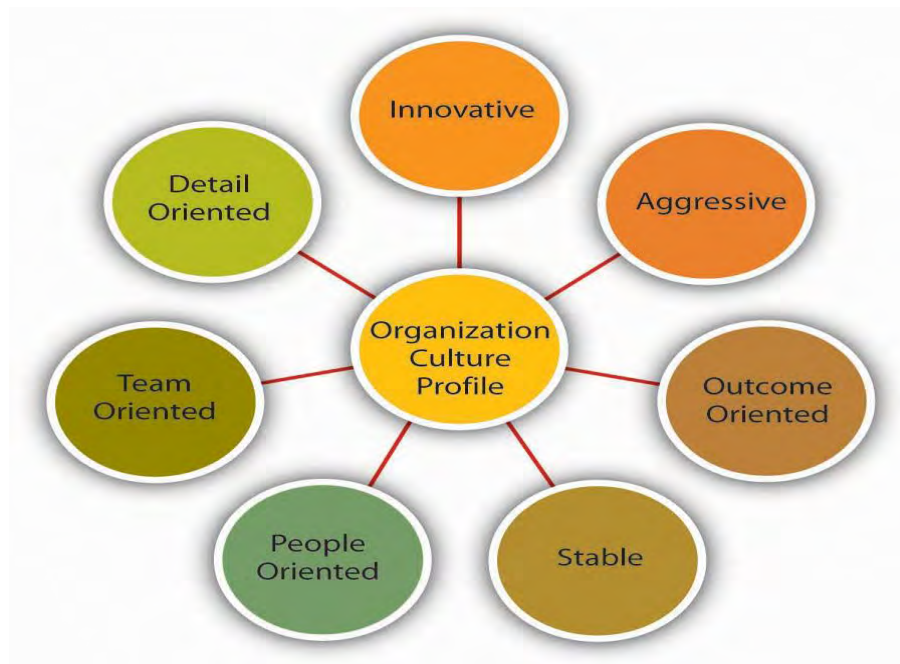 Innovative
Aggressive
Outcome
Oriented
Stable
People
Oriented
Team
Oriented
Detail
Oriented
Organization
Culture
Profile